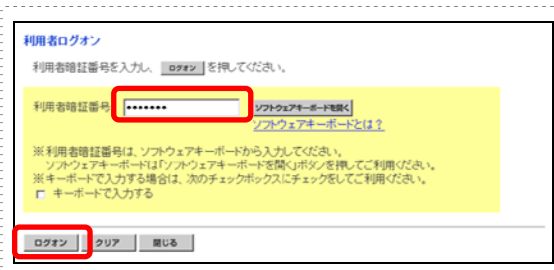 利用者ログオン
利用者暗証番号を入力し、 ログオン を押してください。
利用者暗証番号 ••••••• ソフトウェアキーボードを開く
ソフトウェアキーボードとは？
※利用者暗証番号は、ソフトウェアキーボードから入力してください。
ソフトウェアキーボードは「ソフトウェアキーボードを開く」ボタンを押してご利用ください。
※キーボードで入力する場合は、次のチェックボックスにチェックをしてご利用ください。
キーボードで入力する
ログオン クリア 閉じる